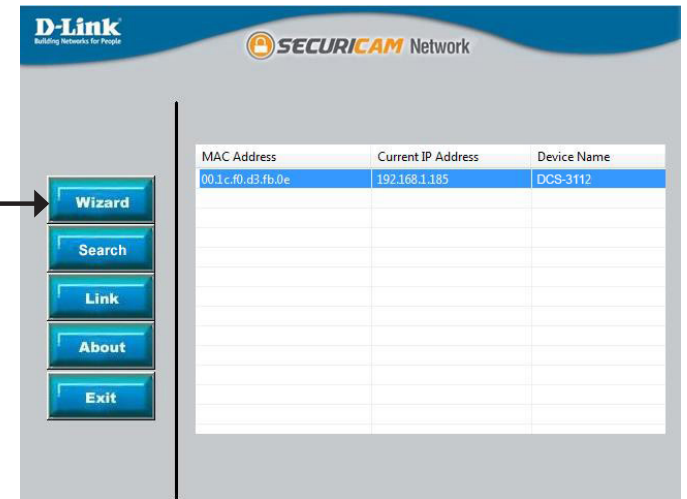 D-Link
Building Networks for People
SECURICAM Network
MAC Address Current IP Address Device Name
00.1c.f0.d3.fb.0e 192.168.1.185 DCS-3112
Wizard
Search
Link
About
Exit